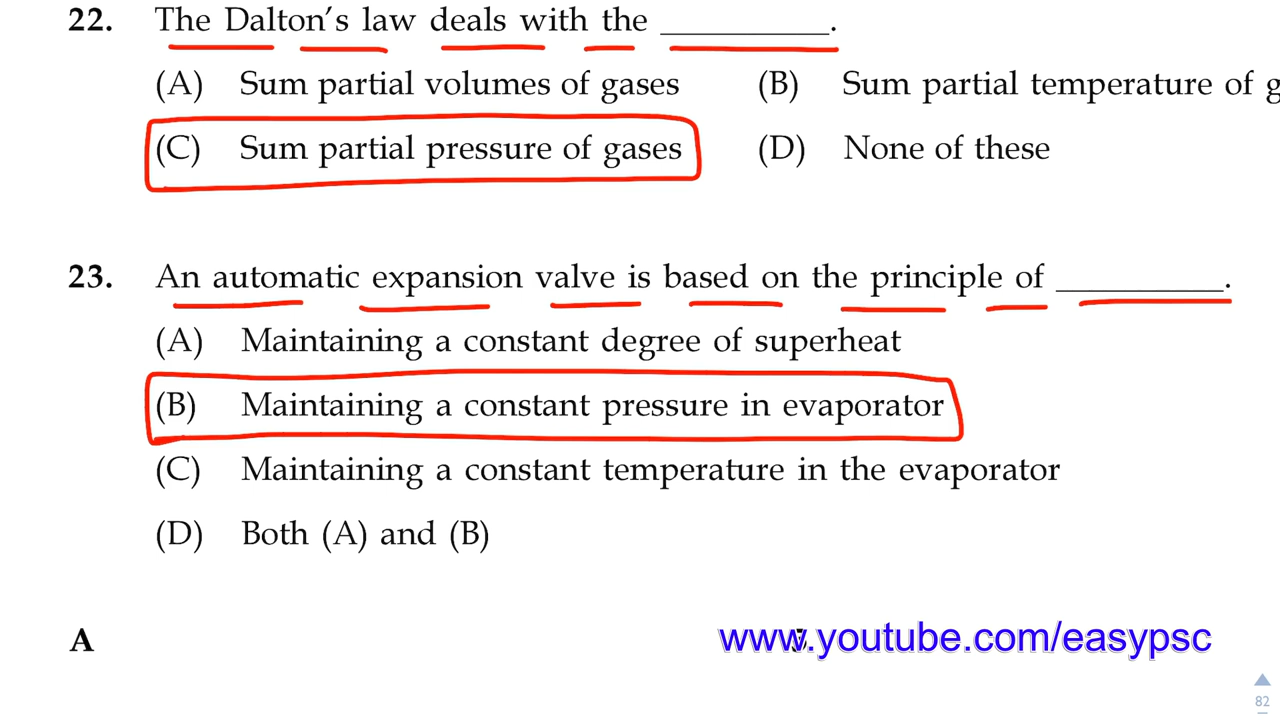 22. The Dalton's law deals with the __________.
(A) Sum partial volumes of gases (B) Sum partial temperature of g
(C) Sum partial pressure of gases (D) None of these
23. An automatic expansion valve is based on the principle of __________.
(A) Maintaining a constant degree of superheat
(B) Maintaining a constant pressure in evaporator
(C) Maintaining a constant temperature in the evaporator
(D) Both (A) and (B)
A www.youtube.com/easypsc
82